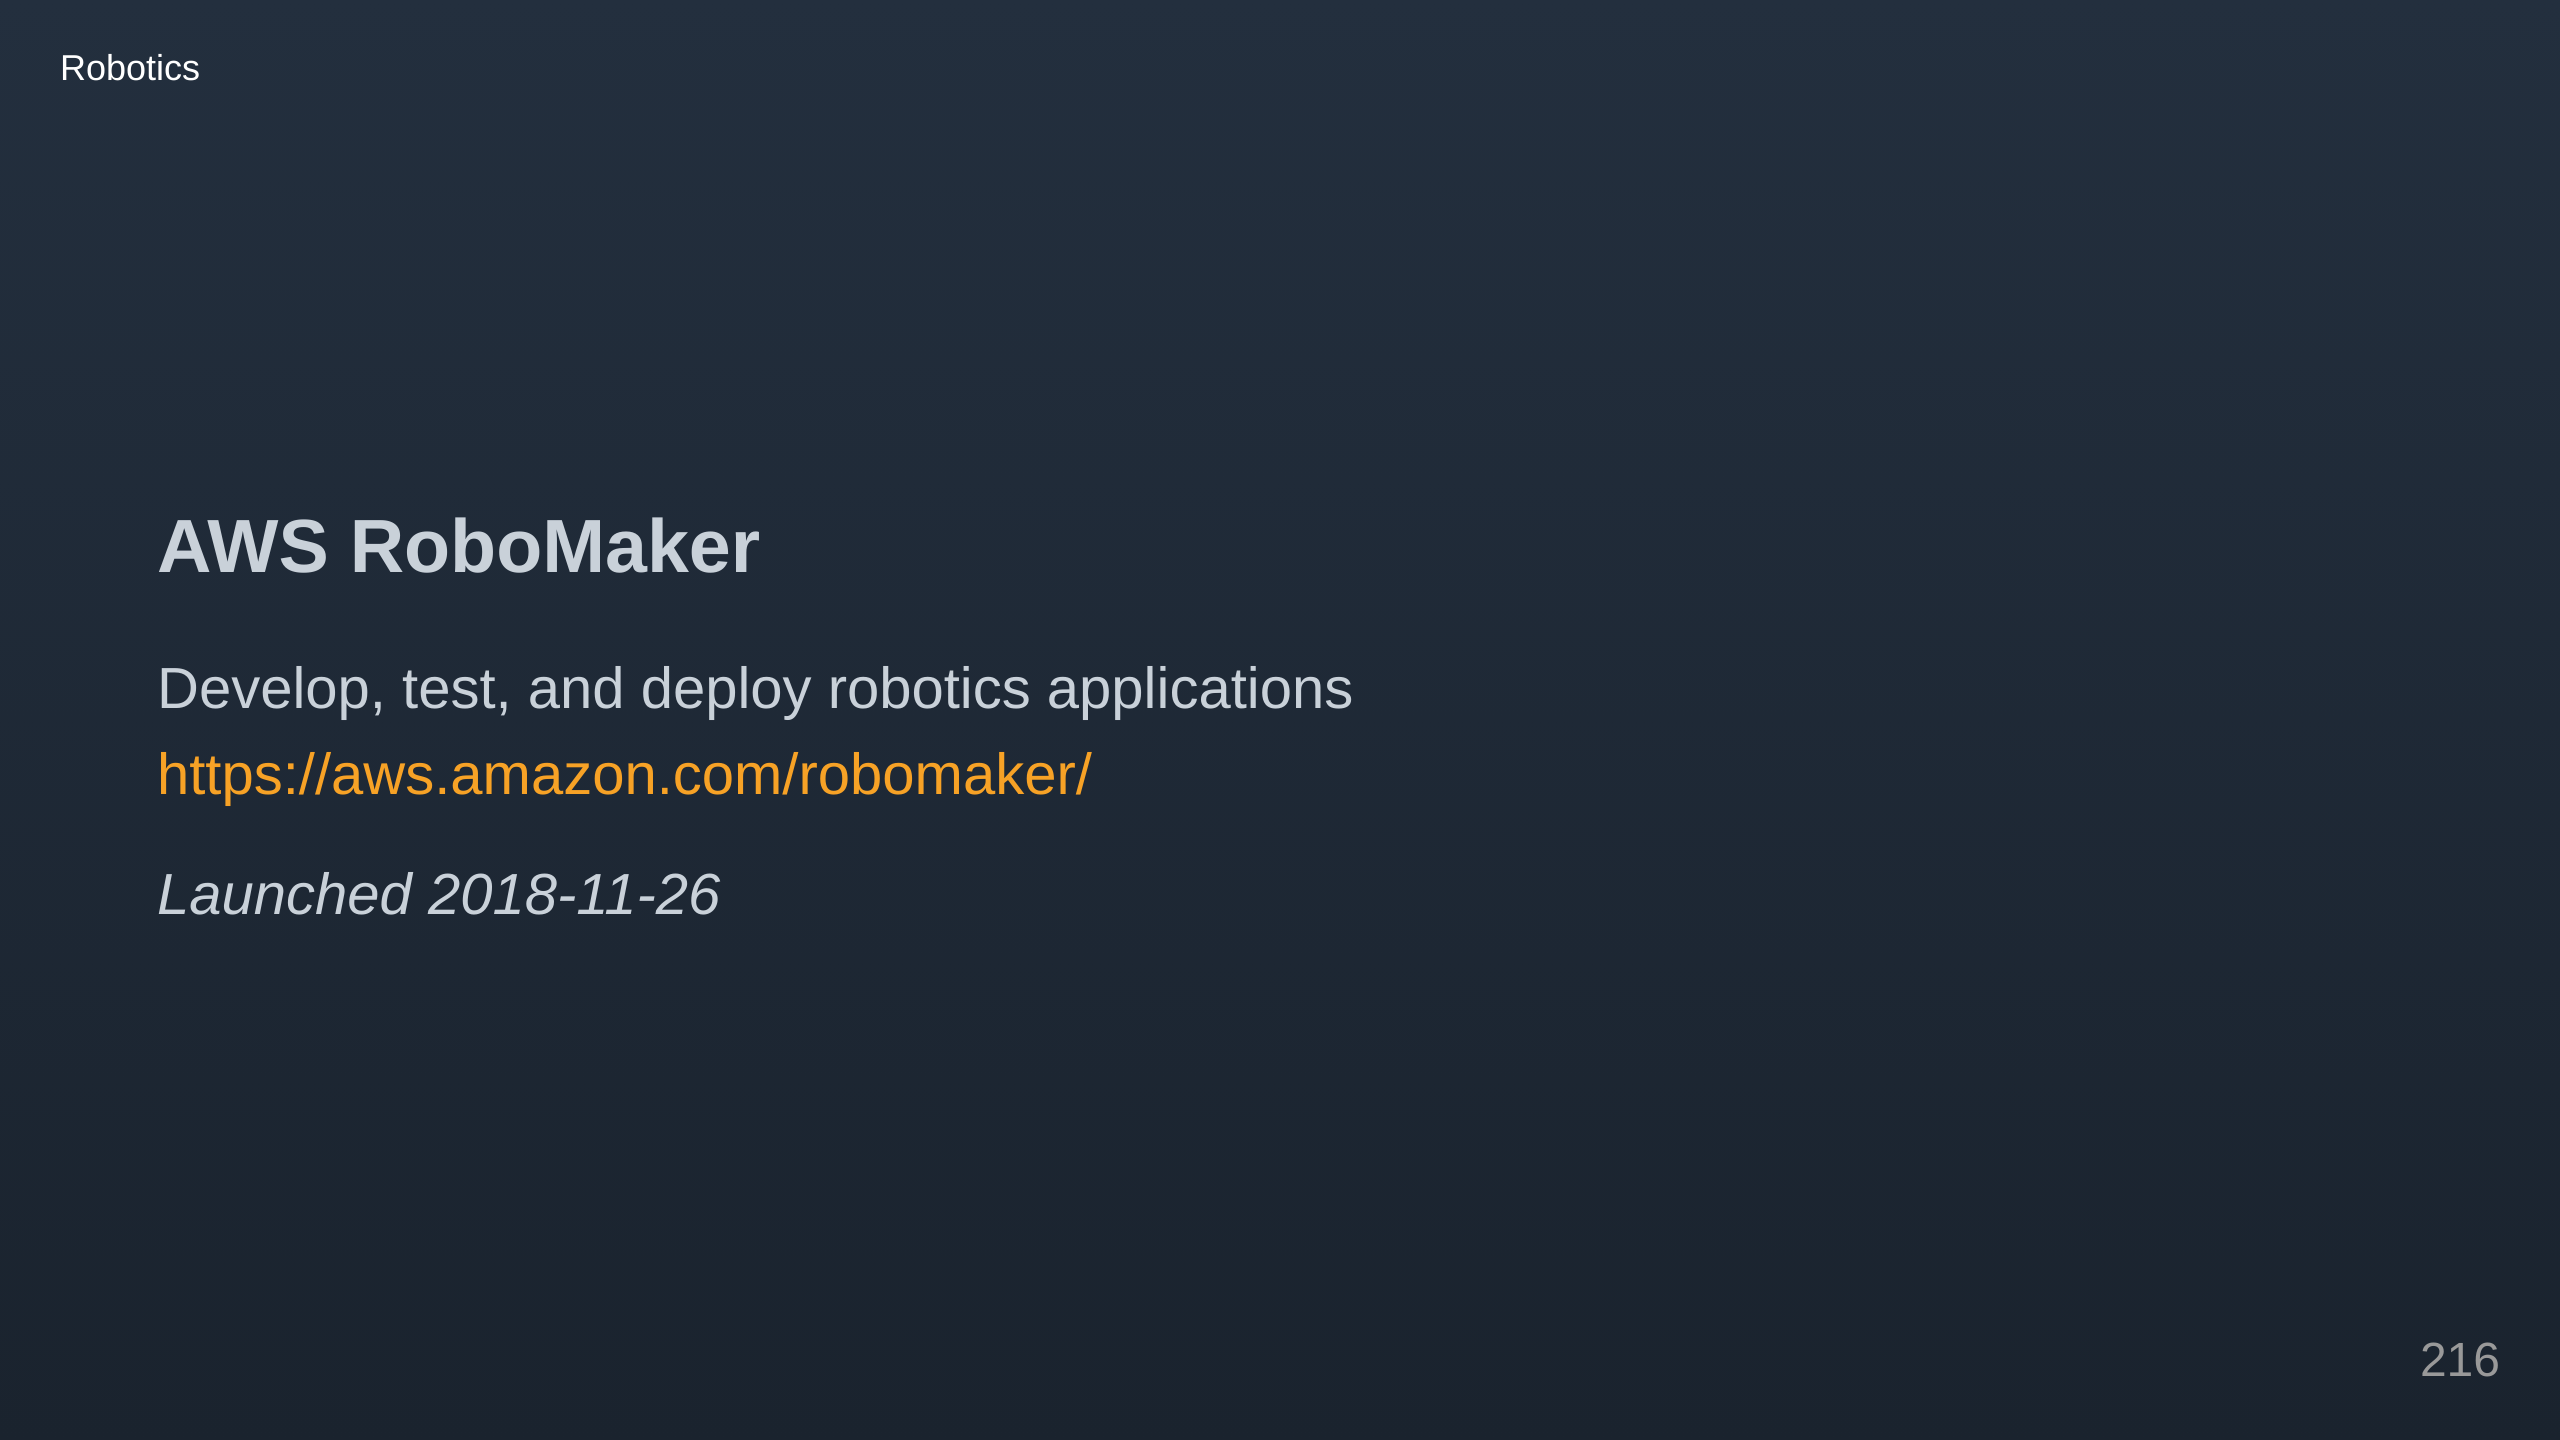 Robotics
AWS RoboMaker
Develop, test, and deploy robotics applications
https://aws.amazon.com/robomaker/
Launched 2018-11-26
216